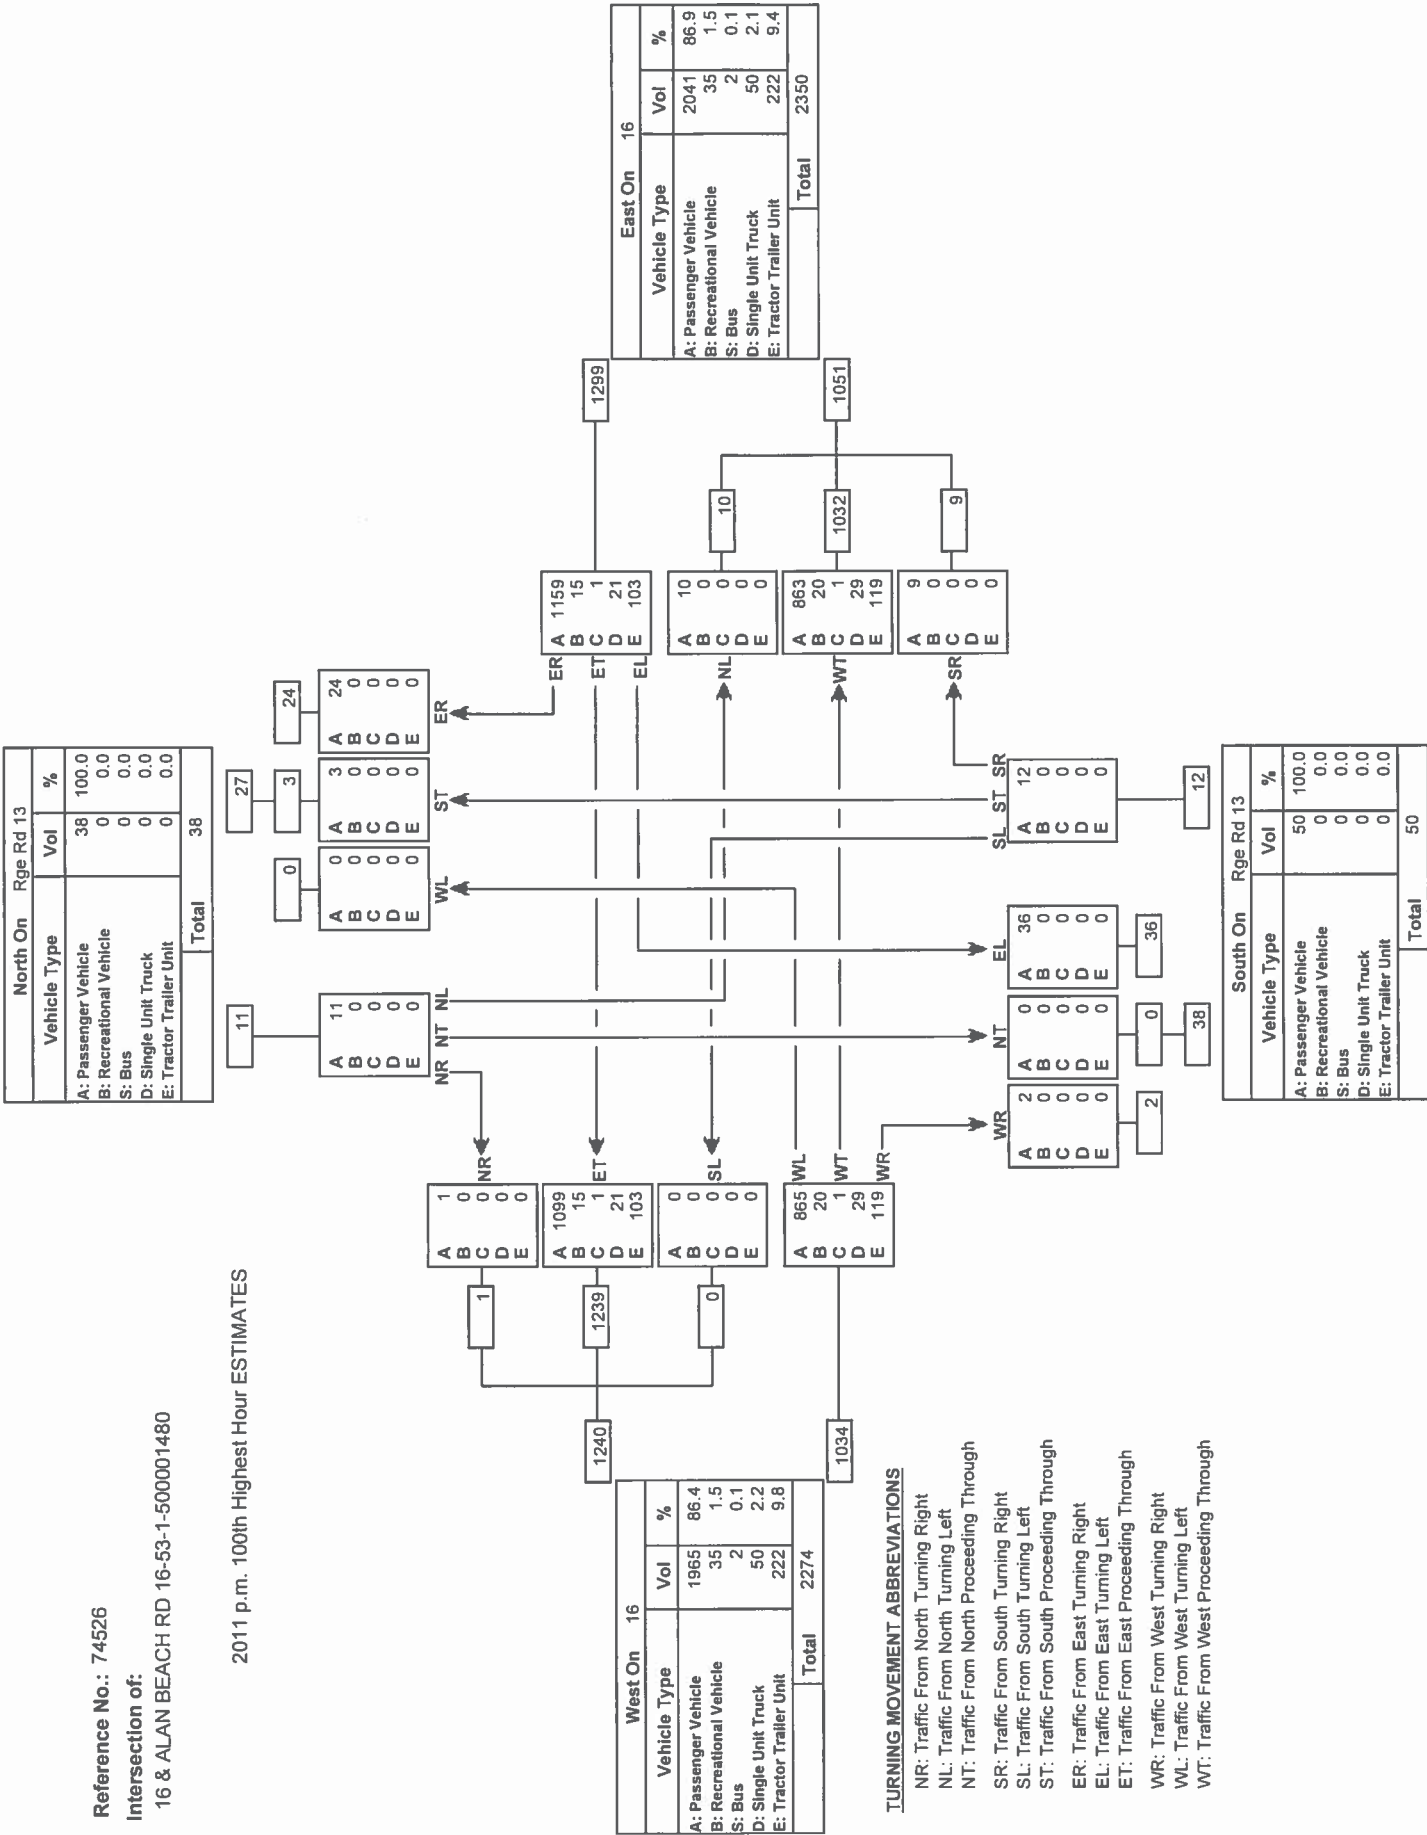 Reference No.: 74526
Intersection of:
16 & ALAN BEACH RD 16-53-1-500001480
2011 p.m. 100th Highest Hour ESTIMATES
North On Rge Rd 13
Vehicle Type Vol %
A: Passenger Vehicle 38 100.0
B: Recreational Vehicle 0 0.0
S: Bus 0 0.0
D: Single Unit Truck 0 0.0
E: Tractor Trailer Unit 0 0.0
Total 38
11
27
0
3
24
A 11
B 0
C 0
D 0
E 0
NR NT NL
A 0
B 0
C 0
D 0
E 0
WL
A 3
B 0
C 0
D 0
E 0
ST
A 24
B 0
C 0
D 0
E 0
ER
West On 16
Vehicle Type Vol %
A: Passenger Vehicle 1965 86.4
B: Recreational Vehicle 35 1.5
S: Bus 2 0.1
D: Single Unit Truck 50 2.2
E: Tractor Trailer Unit 222 9.8
Total 2274
1240
1034
1
1239
0
A 1
B 0
C 0
D 0
E 0
NR
A 1099
B 15
C 1
D 21
E 103
ET
A 0
B 0
C 0
D 0
E 0
SL
A 865
B 20
C 1
D 29
E 119
WL
WT
WR
ER
ET
EL
A 1159
B 15
C 1
D 21
E 103
1299
NL
A 10
B 0
C 0
D 0
E 0
10
WT
A 863
B 20
C 1
D 29
E 119
1032
SR
A 9
B 0
C 0
D 0
E 0
9
1051
East On 16
Vehicle Type Vol %
A: Passenger Vehicle 2041 86.9
B: Recreational Vehicle 35 1.5
S: Bus 2 0.1
D: Single Unit Truck 50 2.1
E: Tractor Trailer Unit 222 9.4
Total 2350
WR
A 2
B 0
C 0
D 0
E 0
2
NT
A 0
B 0
C 0
D 0
E 0
0
EL
A 36
B 0
C 0
D 0
E 0
36
38
SL ST SR
A 12
B 0
C 0
D 0
E 0
12
South On Rge Rd 13
Vehicle Type Vol %
A: Passenger Vehicle 50 100.0
B: Recreational Vehicle 0 0.0
S: Bus 0 0.0
D: Single Unit Truck 0 0.0
E: Tractor Trailer Unit 0 0.0
Total 50
TURNING MOVEMENT ABBREVIATIONS
NR: Traffic From North Turning Right
NL: Traffic From North Turning Left
NT: Traffic From North Proceeding Through
SR: Traffic From South Turning Right
SL: Traffic From South Turning Left
ST: Traffic From South Proceeding Through
ER: Traffic From East Turning Right
EL: Traffic From East Turning Left
ET: Traffic From East Proceeding Through
WR: Traffic From West Turning Right
WL: Traffic From West Turning Left
WT: Traffic From West Proceeding Through